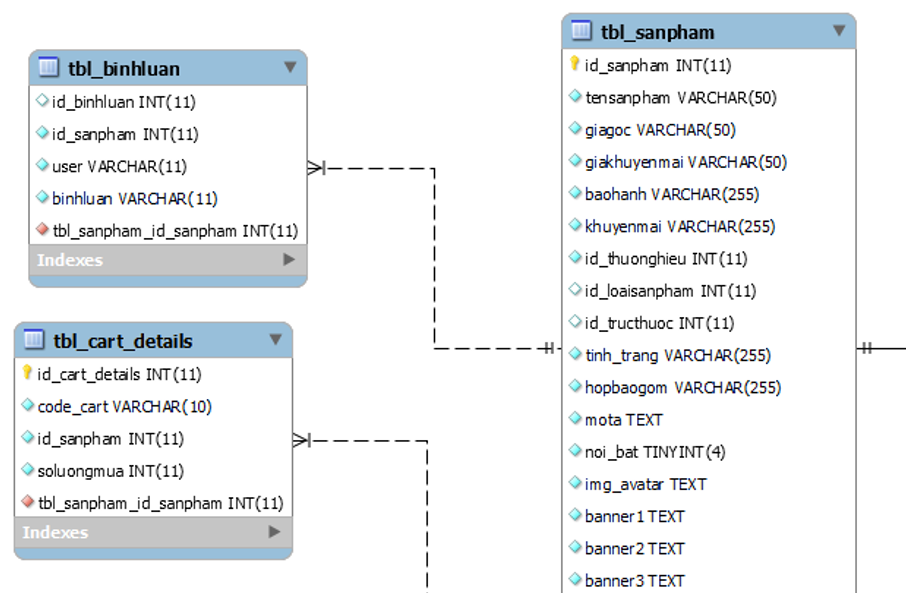 tbl_binhluan
id_binhluan INT(11)
id_sanpham INT(11)
user VARCHAR(11)
binhluan VARCHAR(11)
tbl_sanpham_id_sanpham INT(11)
Indexes
tbl_cart_details
id_cart_details INT(11)
code_cart VARCHAR(10)
id_sanpham INT(11)
soluongmua INT(11)
tbl_sanpham_id_sanpham INT(11)
Indexes
tbl_sanpham
id_sanpham INT(11)
tensanpham VARCHAR(50)
giagoc VARCHAR(50)
giakhuyenmai VARCHAR(50)
baohanh VARCHAR(255)
khuyenmai VARCHAR(255)
id_thuonghieu INT(11)
id_loaisanpham INT(11)
id_tructhuoc INT(11)
tinh_trang VARCHAR(255)
hopbaogom VARCHAR(255)
mota TEXT
noi_bat TINYINT(4)
img_avatar TEXT
banner1 TEXT
banner2 TEXT
banner3 TEXT